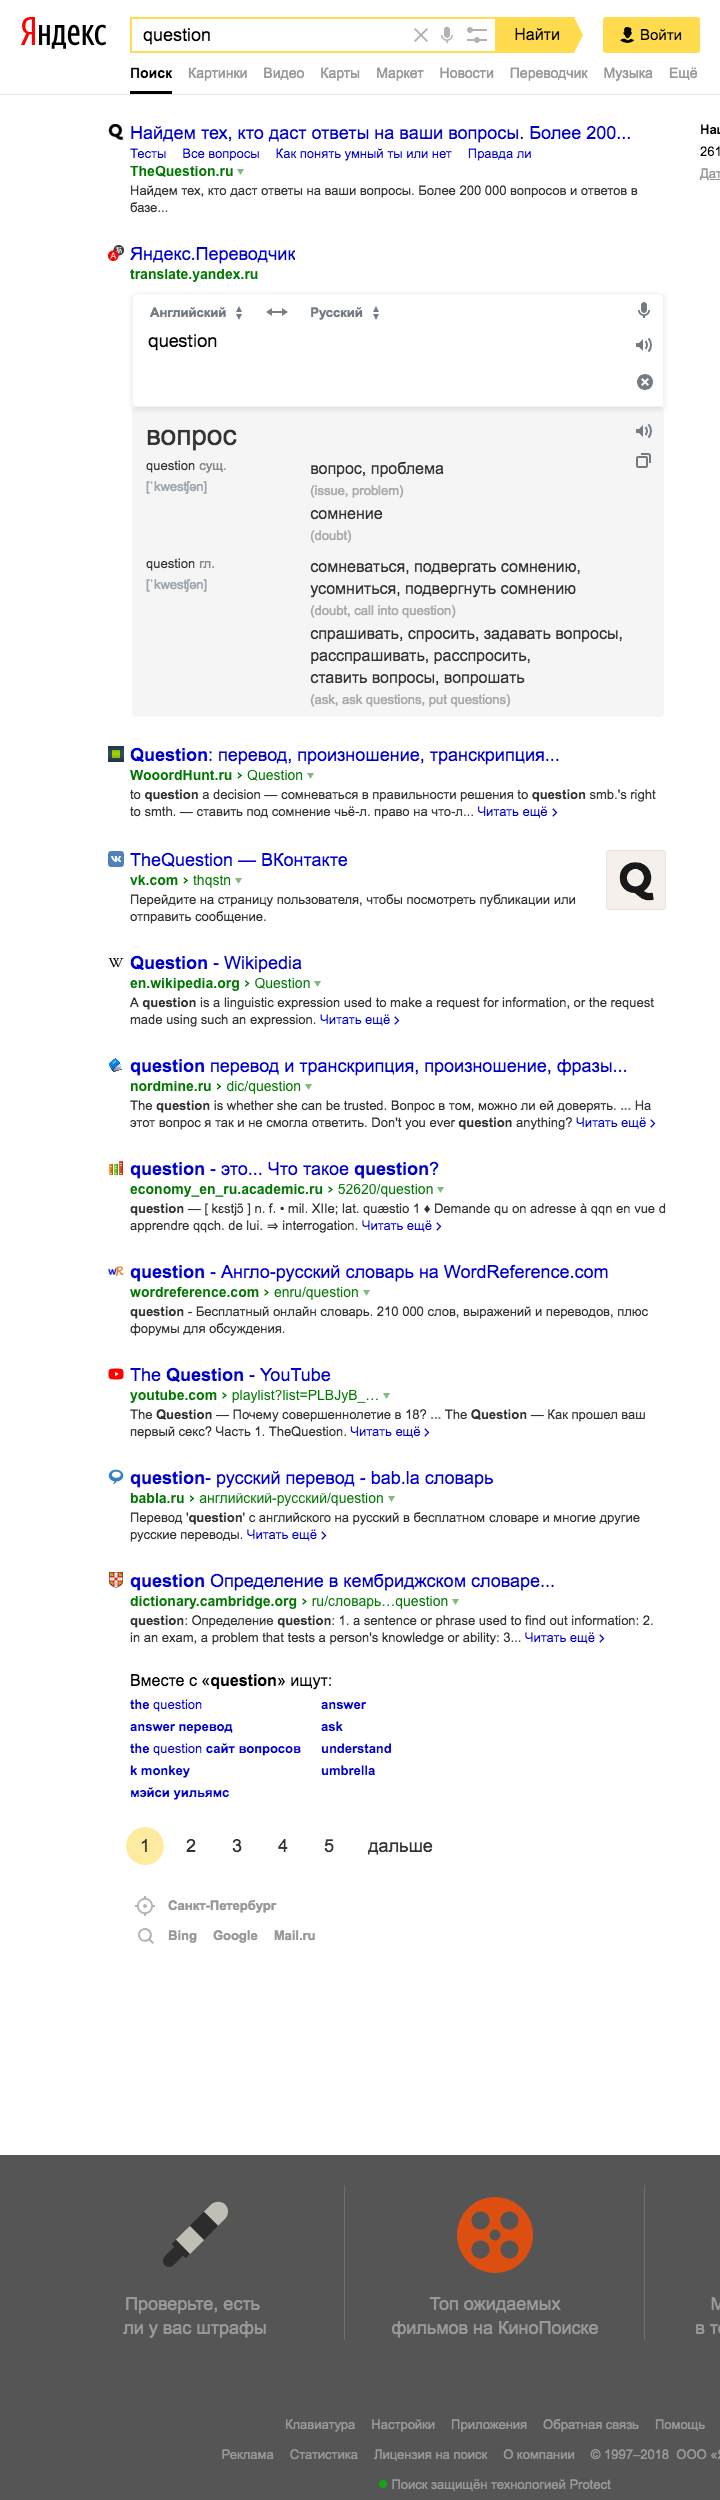 Яндекс
question
Найти
Войти
Поиск Картинки Видео Карты Маркет Новости Переводчик Музыка Ещё
Найдем тех, кто даст ответы на ваши вопросы. Более 200...
Тесты Все вопросы Как понять умный ты или нет Правда ли
TheQuestion.ru
Найдем тех, кто даст ответы на ваши вопросы. Более 200 000 вопросов и ответов в
базе...
261
Яндекс.Переводчик
translate.yandex.ru
Английский Русский
question
вопрос
question сущ.
[ˈkwestʃən]
вопрос, проблема
(issue, problem)
сомнение
(doubt)
question гл.
[ˈkwestʃən]
сомневаться, подвергать сомнению,
усомниться, подвергнуть сомнению
(doubt, call into question)
спрашивать, спросить, задавать вопросы,
расспрашивать, расспросить,
ставить вопросы, вопрошать
(ask, ask questions, put questions)
Question: перевод, произношение, транскрипция...
WooordHunt.ru › Question
to question a decision — сомневаться в правильности решения to question smb.'s right
to smth. — ставить под сомнение чьё-л. право на что-л... Читать ещё ›
TheQuestion — ВКонтакте
vk.com › thqstn
Перейдите на страницу пользователя, чтобы посмотреть публикации или
отправить сообщение.
Q
Question - Wikipedia
en.wikipedia.org › Question
A question is a linguistic expression used to make a request for information, or the request
made using such an expression. Читать ещё ›
question перевод и транскрипция, произношение, фразы...
nordmine.ru › dic/question
The question is whether she can be trusted. Вопрос в том, можно ли ей доверять. ... На
этот вопрос я так и не смогла ответить. Don't you ever question anything? Читать ещё ›
question - это... Что такое question?
economy_en_ru.academic.ru › 52620/question
question — [ kɛstjɔ̃ ] n. f. • mil. XIIe; lat. quæstio 1 ♦ Demande qu on adresse à qqn en vue d
apprendre qqch. de lui. ⇒ interrogation. Читать ещё ›
question - Англо-русский словарь на WordReference.com
wordreference.com › enru/question
question - Бесплатный онлайн словарь. 210 000 слов, выражений и переводов, плюс
форумы для обсуждения.
The Question - YouTube
youtube.com › playlist?list=PLBJyB_...
The Question — Почему совершеннолетие в 18? ... The Question — Как прошел ваш
первый секс? Часть 1. TheQuestion. Читать ещё ›
question- русский перевод - bab.la словарь
babla.ru › английский-русский/question
Перевод 'question' с английского на русский в бесплатном словаре и многие другие
русские переводы. Читать ещё ›
question Определение в кембриджском словаре...
dictionary.cambridge.org › ru/словарь…question
question: Определение question: 1. a sentence or phrase used to find out information: 2.
in an exam, a problem that tests a person's knowledge or ability: 3... Читать ещё ›
Вместе с «question» ищут:
the question answer
answer перевод ask
the question сайт вопросов understand
k monkey umbrella
мэйси уильямс
1 2 3 4 5 дальше
Санкт-Петербург
Bing Google Mail.ru
Проверьте, есть
ли у вас штрафы
Топ ожидаемых
фильмов на КиноПоиске
Клавиатура Настройки Приложения Обратная связь Помощь
Реклама Статистика Лицензия на поиск О компании © 1997–2018 ООО
Поиск защищён технологией Protect